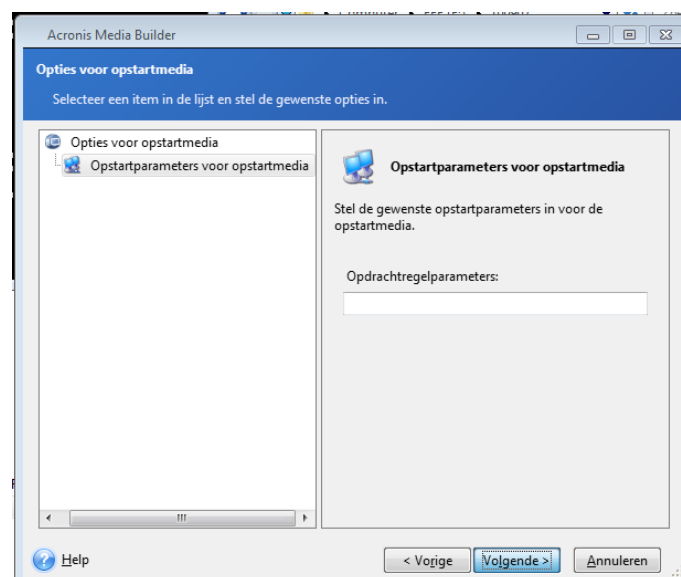 Acronis Media Builder
Opties voor opstartmedia
Selecteer een item in de lijst en stel de gewenste opties in.
Opties voor opstartmedia
Opstartparameters voor opstartmedia
Opstartparameters voor opstartmedia
Stel de gewenste opstartparameters in voor de
opstartmedia.
Opdrachtregelparameters:
Help
< Vorige
Volgende >
Annuleren